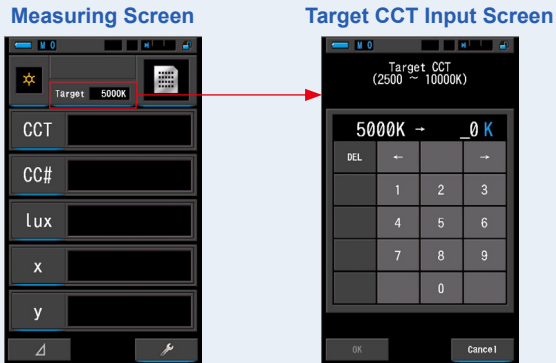 Measuring Screen
Target CCT Input Screen
M 0
Target 5000K
CCT
CC#
lux
x
y
M 0
Target CCT
(2500 ~ 10000K)
5000K → _0 K
DEL ← →
1 2 3
4 5 6
7 8 9
0
OK Cancel